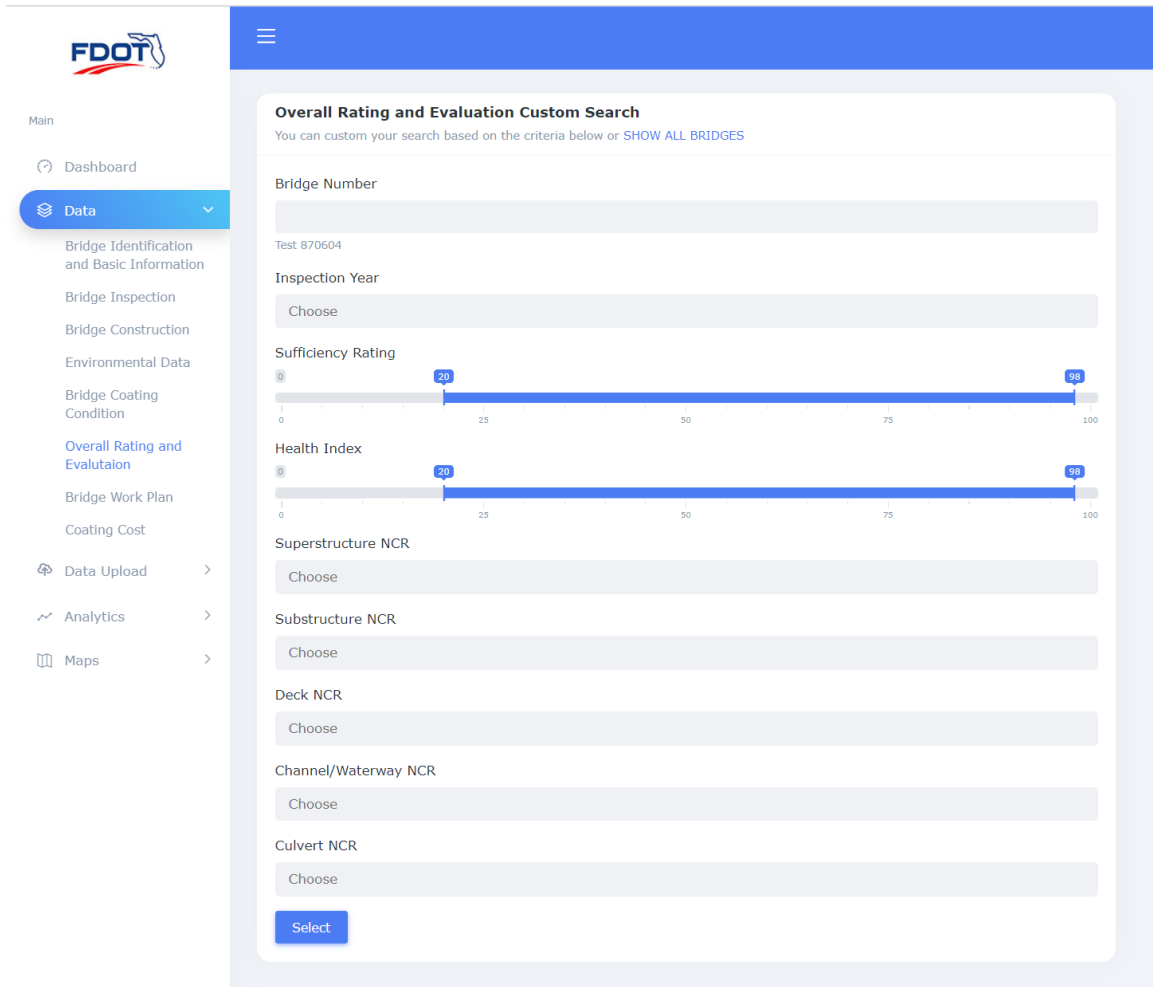 FDOT
Main
Dashboard
Data
Bridge Identification
and Basic Information
Bridge Inspection
Bridge Construction
Environmental Data
Bridge Coating
Condition
Overall Rating and
Evalutaion
Bridge Work Plan
Coating Cost
Data Upload
Analytics
Maps
Overall Rating and Evaluation Custom Search
You can custom your search based on the criteria below or SHOW ALL BRIDGES
Bridge Number
Test 870604
Inspection Year
Choose
Sufficiency Rating
0 20 98
0 25 50 75 100
Health Index
0 20 98
0 25 50 75 100
Superstructure NCR
Choose
Substructure NCR
Choose
Deck NCR
Choose
Channel/Waterway NCR
Choose
Culvert NCR
Choose
Select